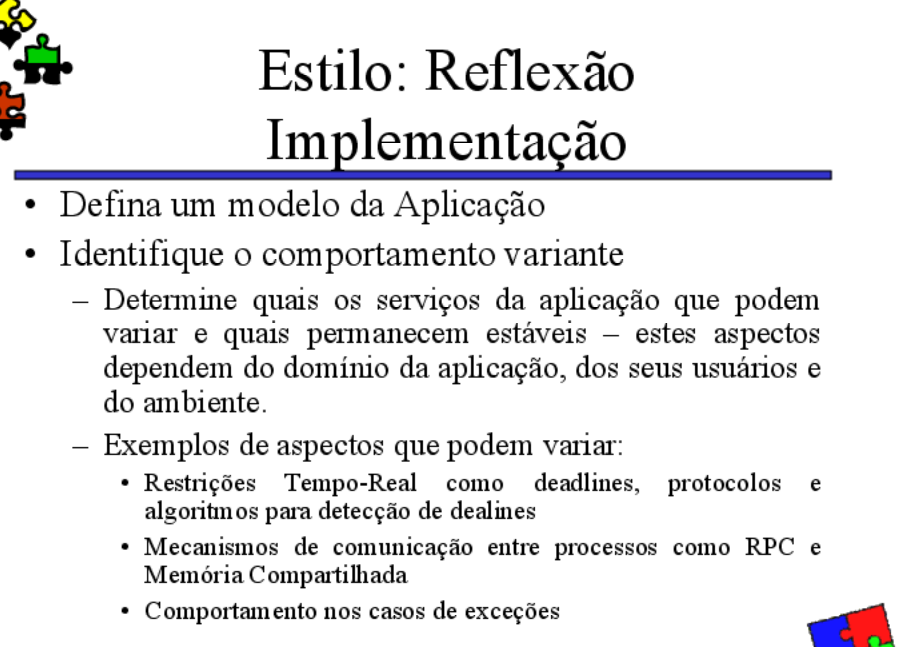 Estilo: Reflexão
Implementação
• Defina um modelo da Aplicação
• Identifique o comportamento variante
– Determine quais os serviços da aplicação que podem
variar e quais permanecem estáveis – estes aspectos
dependem do domínio da aplicação, dos seus usuários e
do ambiente.
– Exemplos de aspectos que podem variar:
• Restrições Tempo-Real como deadlines, protocolos e
algoritmos para detecção de dealines
• Mecanismos de comunicação entre processos como RPC e
Memória Compartilhada
• Comportamento nos casos de exceções